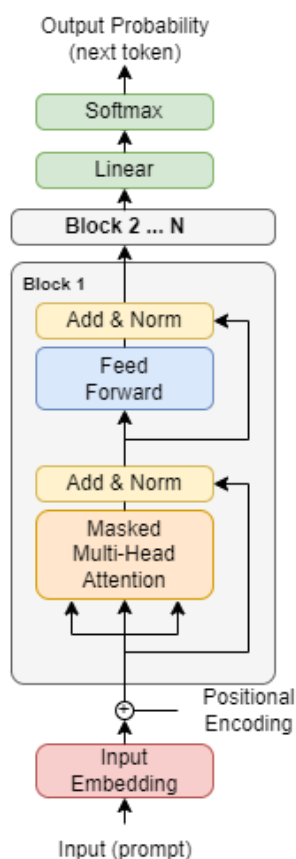 Output Probability
(next token)
Softmax
Linear
Block 2 ... N
Block 1
Add & Norm
Feed
Forward
Add & Norm
Masked
Multi-Head
Attention
+
Positional
Encoding
Input
Embedding
Input (prompt)